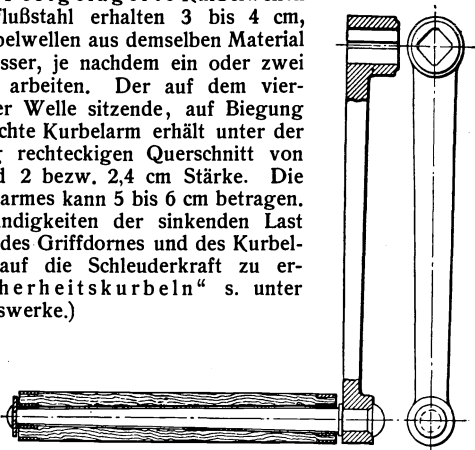 flußstahl erhalten 3 bis 4 cm,
belwellen aus demselben Material
sser, je nachdem ein oder zwei
arbeiten. Der auf dem vier-
er Welle sitzende, auf Biegung
chte Kurbelarm erhält unter der
g rechteckigen Querschnitt von
d 2 bezw. 2,4 cm Stärke. Die
armes kann 5 bis 6 cm betragen.
ndigkeiten der sinkenden Last
des Griffdornes und des Kurbel-
auf die Schleuderkraft zu er-
herheitskurbeln“ s. unter
swerke.)